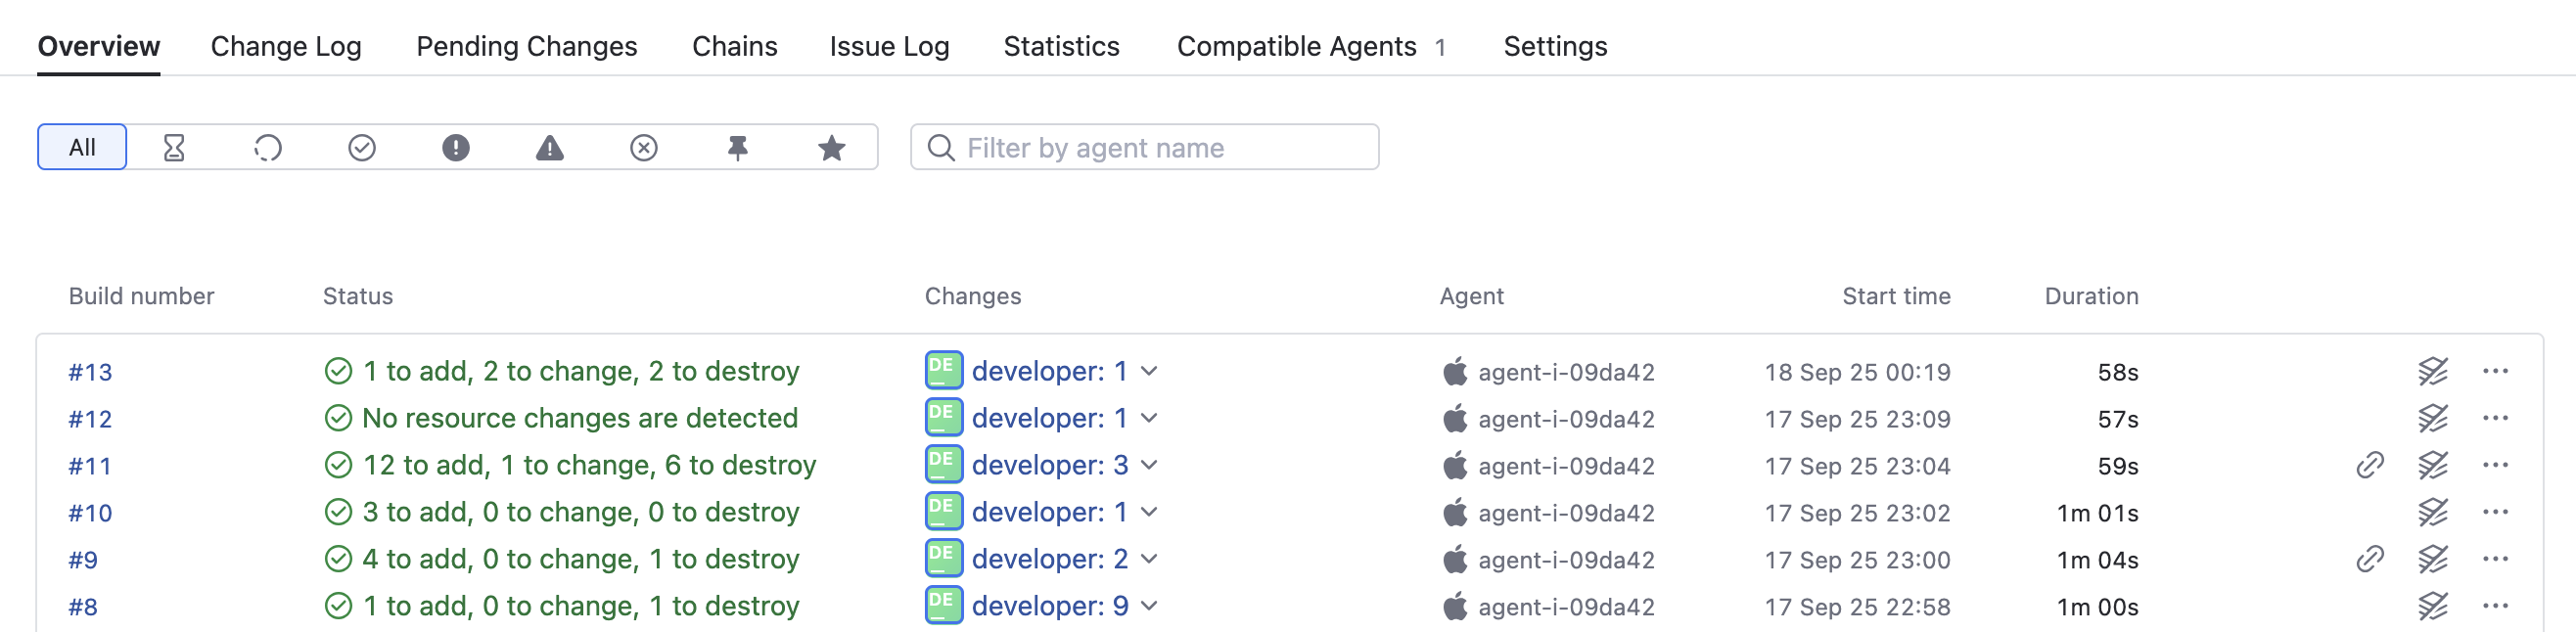 Overview Change Log Pending Changes Chains Issue Log Statistics Compatible Agents 1 Settings
All Filter by agent name
Build number Status Changes Agent Start time Duration
#13 1 to add, 2 to change, 2 to destroy DE developer: 1 agent-i-09da42 18 Sep 25 00:19 58s
#12 No resource changes are detected DE developer: 1 agent-i-09da42 17 Sep 25 23:09 57s
#11 12 to add, 1 to change, 6 to destroy DE developer: 3 agent-i-09da42 17 Sep 25 23:04 59s
#10 3 to add, 0 to change, 0 to destroy DE developer: 1 agent-i-09da42 17 Sep 25 23:02 1m 01s
#9 4 to add, 0 to change, 1 to destroy DE developer: 2 agent-i-09da42 17 Sep 25 23:00 1m 04s
#8 1 to add, 0 to change, 1 to destroy DE developer: 9 agent-i-09da42 17 Sep 25 22:58 1m 00s